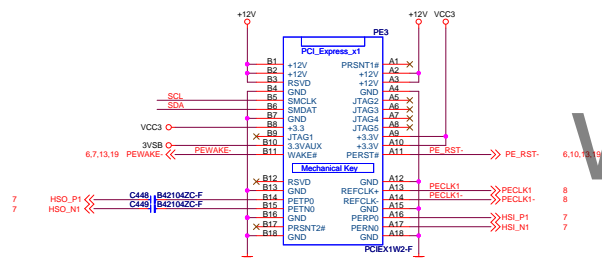 +12V +12V VCC3
PE3
PCI_Express_x1
B1 +12V PRSNT1# A1
B2 +12V +12V A2
B3 RSVD +12V A3
B4 GND GND A4
SCL B5 SMCLK JTAG2 A5
SDA B6 SMDAT JTAG3 A6
B7 GND JTAG4 A7
VCC3 B8 +3.3 JTAG5 A8
B9 JTAG1 +3.3V A9
3VSB B10 3.3VAUX +3.3V A10
6,7,13,19 PEWAKE- PEWAKE- B11 WAKE# PERST# A11 PE_RST- PE_RST- 6,10,13,19
Mechanical Key
B12 RSVD GND A12
B13 GND REFCLK+ A13 PECLK1 PECLK1 8
7 HSO_P1 C448 B42104ZC-F B14 PETP0 REFCLK- A14 PECLK1- PECLK1- 8
7 HSO_N1 C449 B42104ZC-F B15 PETN0 GND A15
B16 GND PERP0 A16 HSI_P1 7
B17 PRSNT2# PERN0 A17 HSI_N1 7
B18 GND GND A18
PCIEX1W2-F